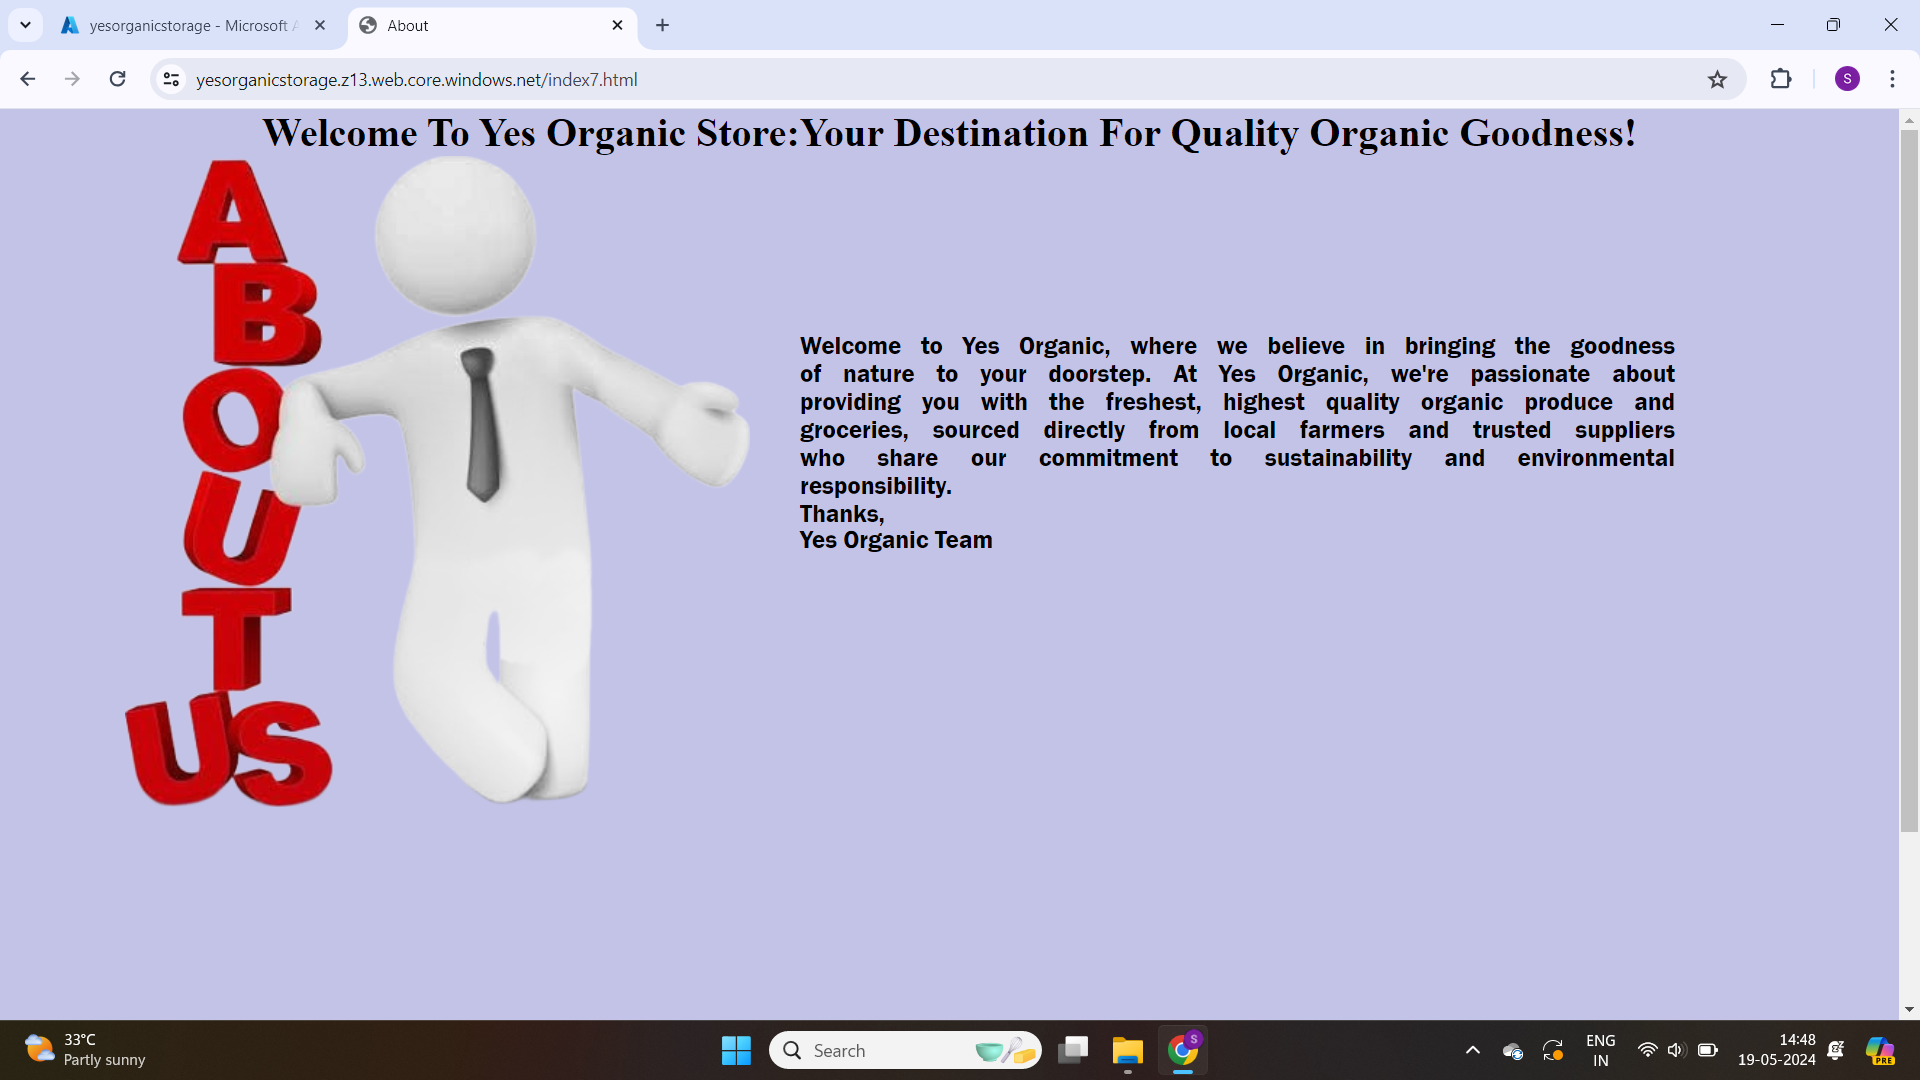 yesorganicstorage - Microsoft A
About
yesorganicstorage.z13.web.core.windows.net/index7.html
S
Welcome To Yes Organic Store:Your Destination For Quality Organic Goodness!
ABOUT
US
Welcome to Yes Organic, where we believe in bringing the goodness
of nature to your doorstep. At Yes Organic, we're passionate about
providing you with the freshest, highest quality organic produce and
groceries, sourced directly from local farmers and trusted suppliers
who share our commitment to sustainability and environmental
responsibility.
Thanks,
Yes Organic Team
33°C
Partly sunny
Search
S
ENG
IN
14:48
19-05-2024
PRE